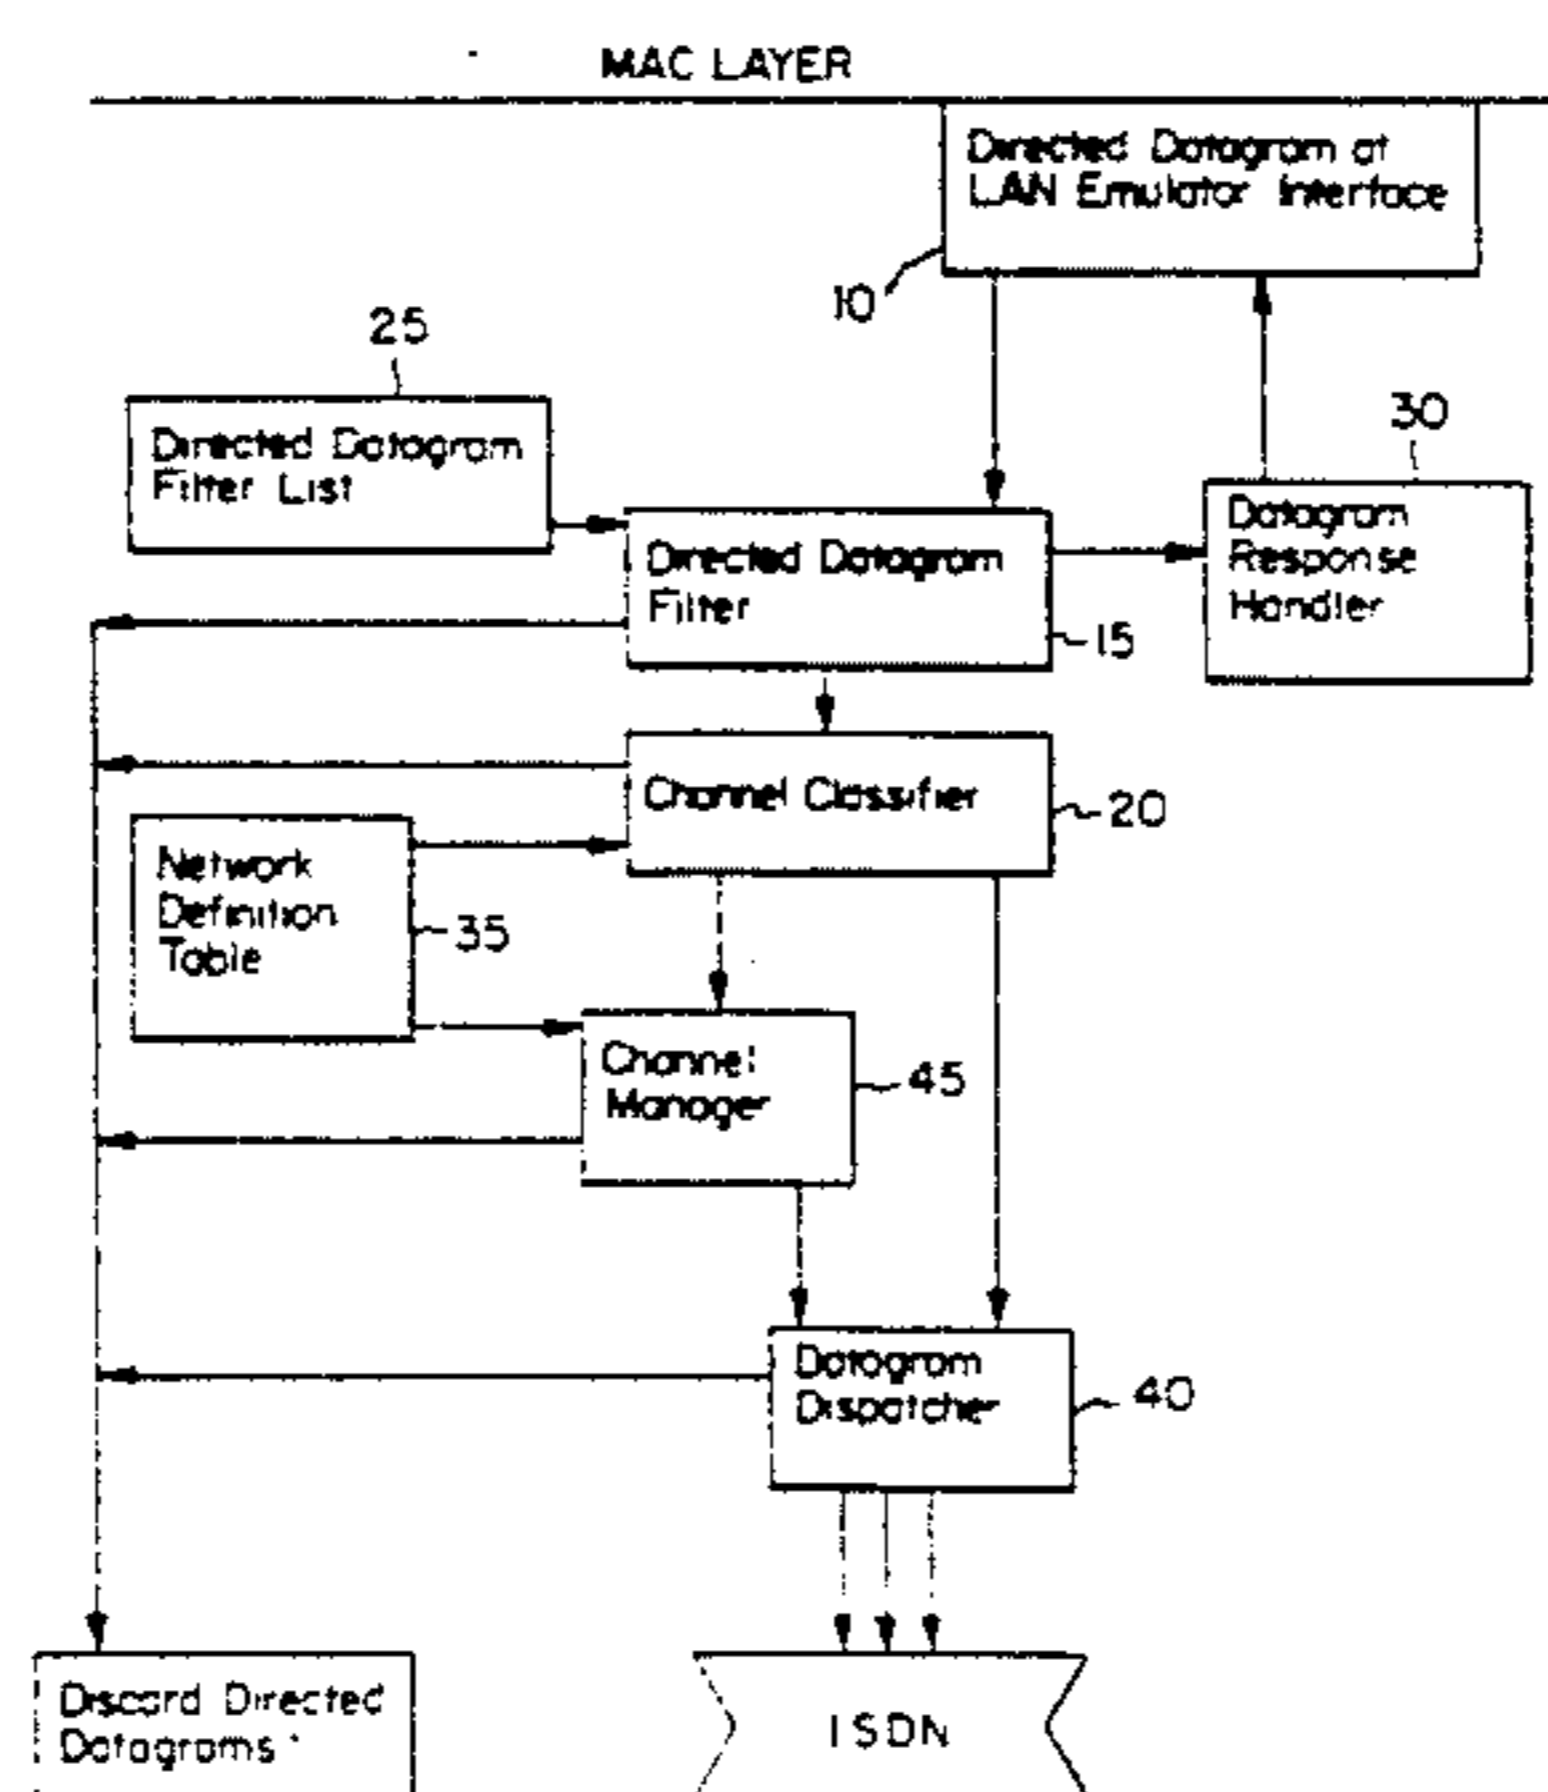 MAC LAYER
Directed Datagram at
LAN Emulator Interface
10
25
Directed Datagram
Filter List
30
Datagram
Response
Handler
Directed Datagram
Filter
15
Channel Classifier
20
Network
Definition
Table
35
Channel
Manager
45
Datagram
Dispatcher
40
Discard Directed
Datagrams
ISDN